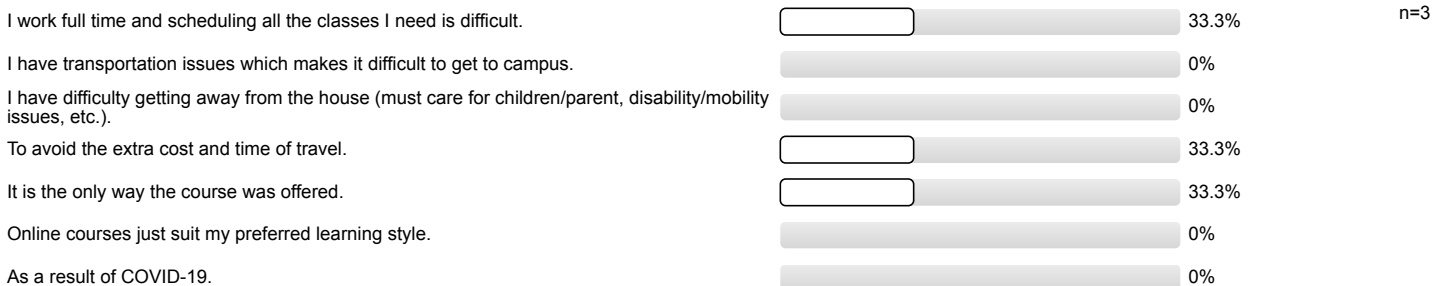 I work full time and scheduling all the classes I need is difficult. 33.3% n=3
I have transportation issues which makes it difficult to get to campus. 0%
I have difficulty getting away from the house (must care for children/parent, disability/mobility
issues, etc.). 0%
To avoid the extra cost and time of travel. 33.3%
It is the only way the course was offered. 33.3%
Online courses just suit my preferred learning style. 0%
As a result of COVID-19. 0%